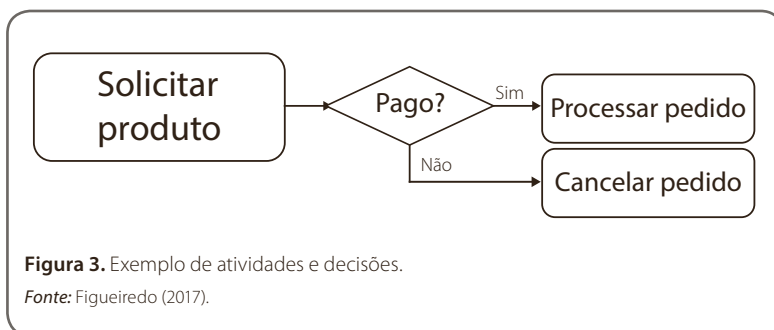 Solicitar
produto
Pago?
Sim
Processar pedido
Não
Cancelar pedido
Figura 3. Exemplo de atividades e decisões.
Fonte: Figueiredo (2017).